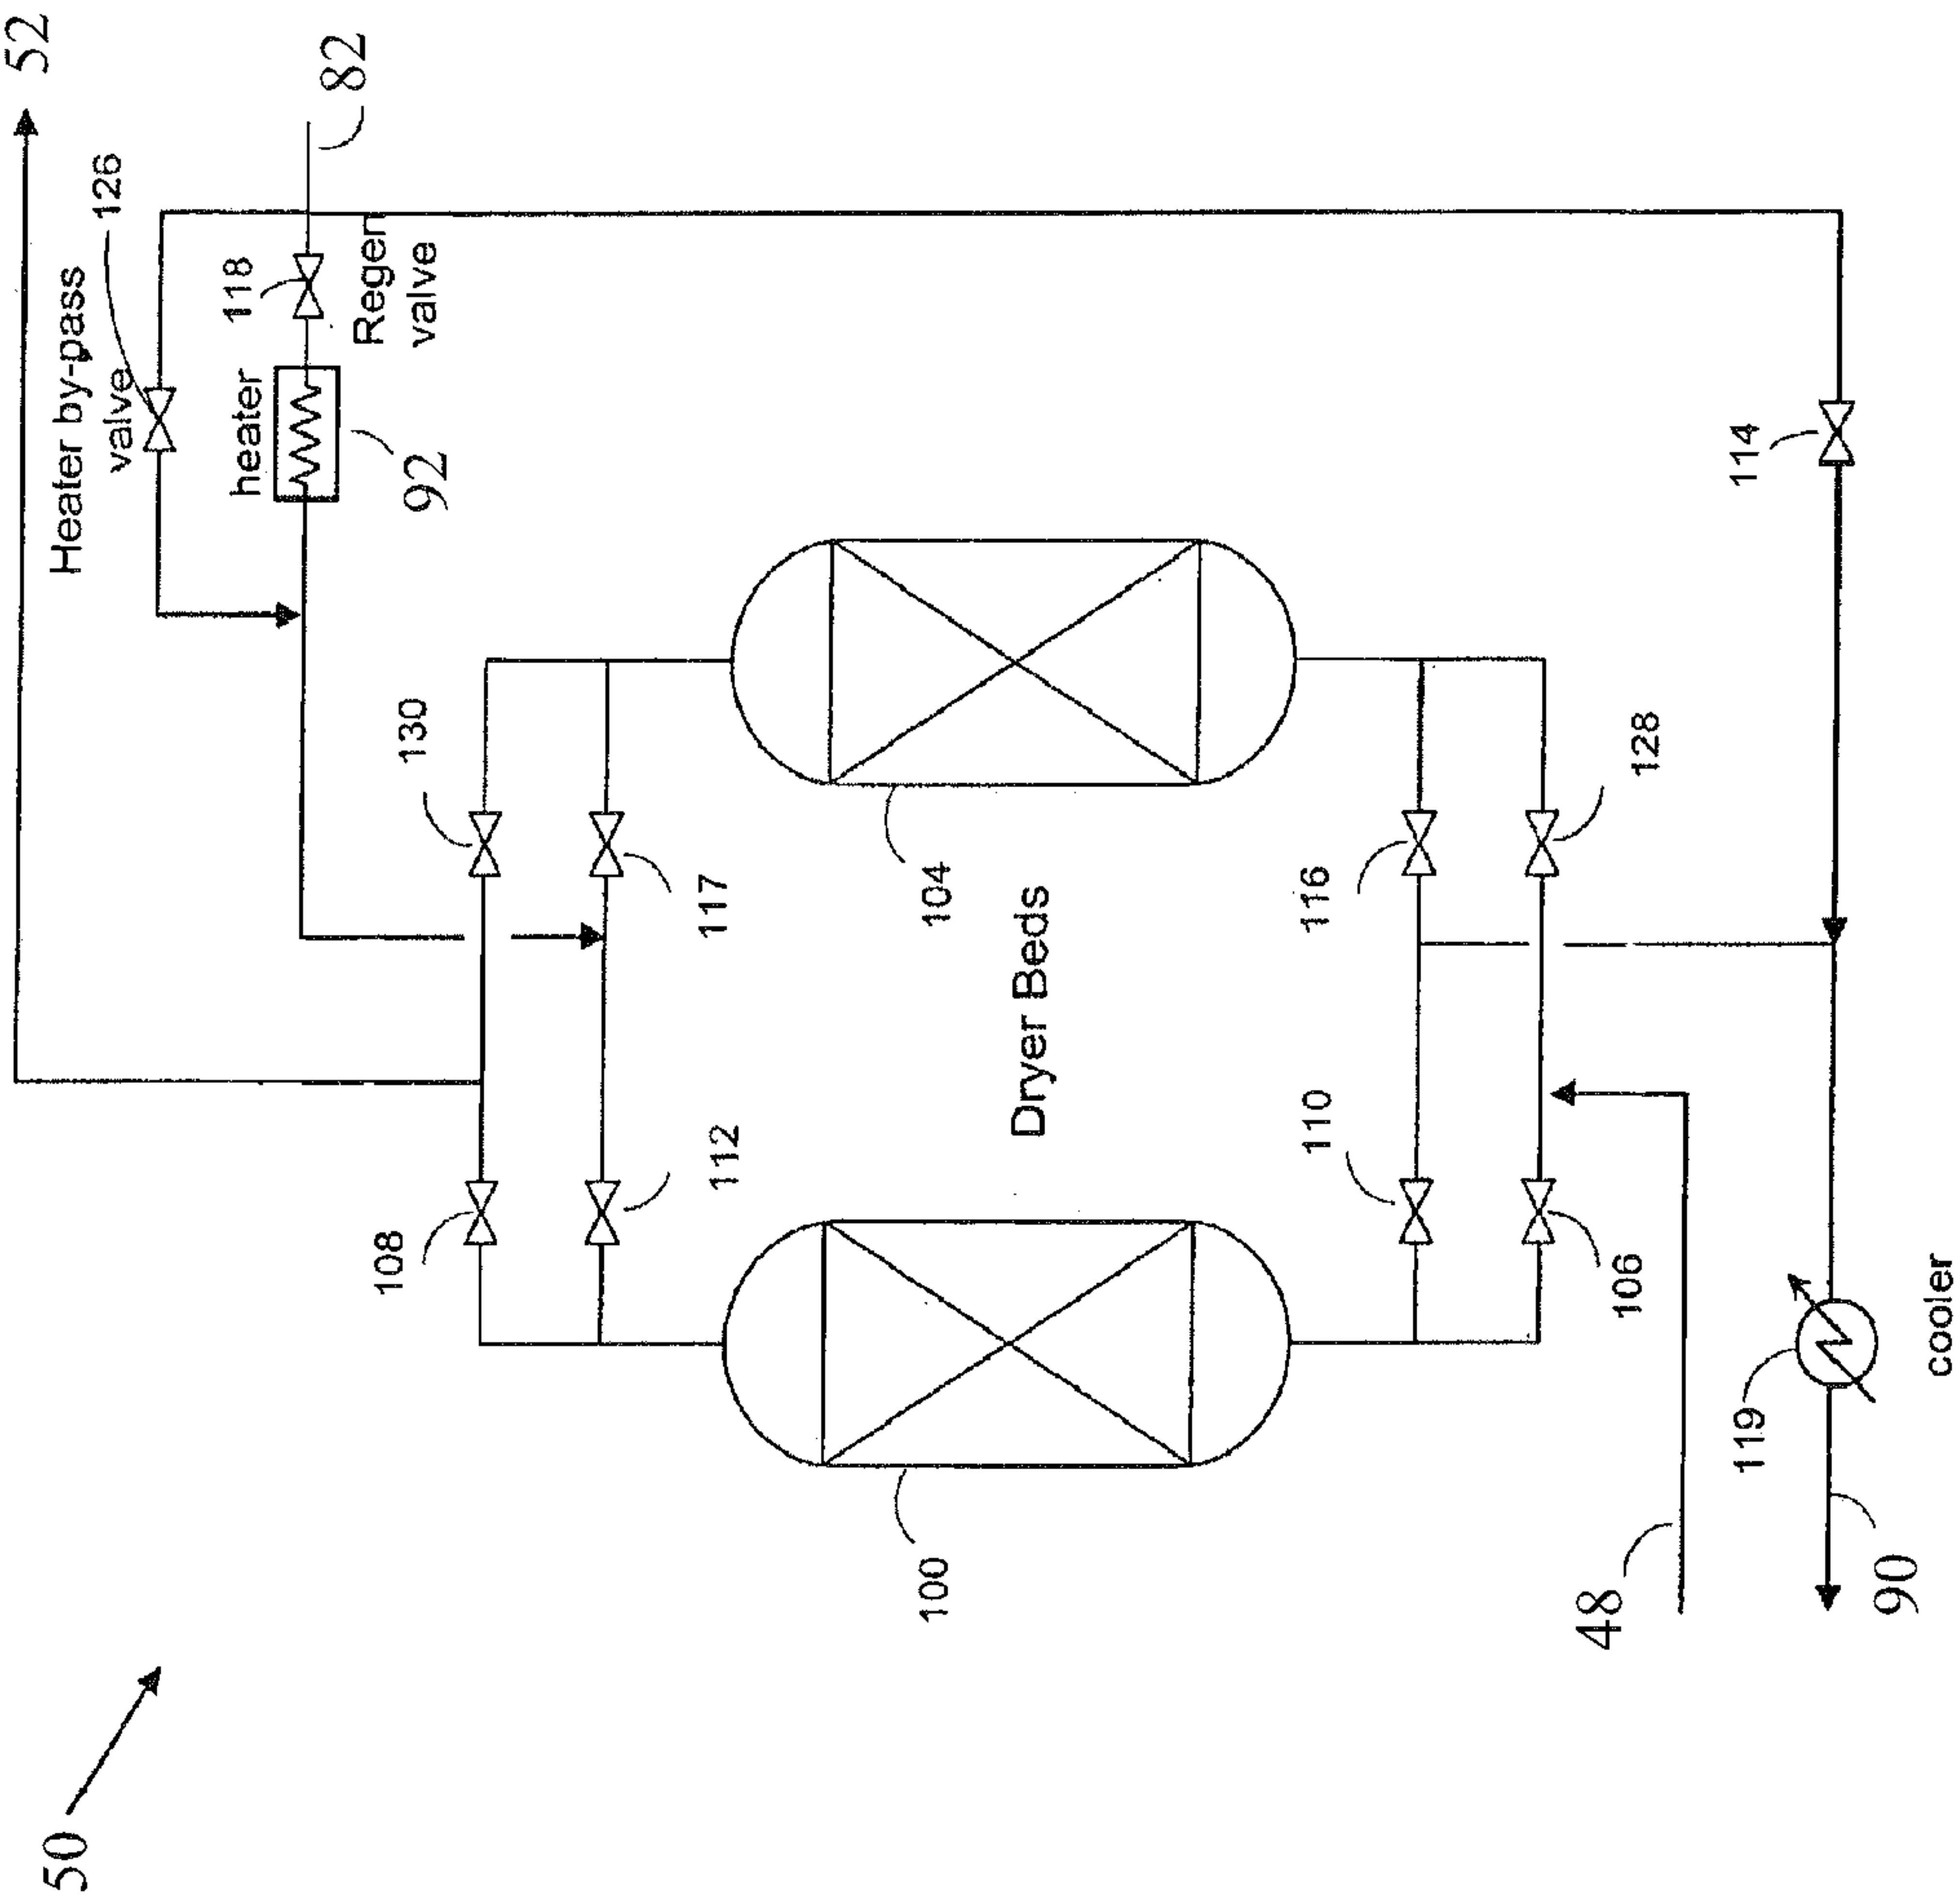 50
52
Heater by-pass
valve
126
82
118
heater
Regen
valve
92
130
117
108
112
104
100
Dryer Beds
116
128
110
106
114
48
119
90
cooler